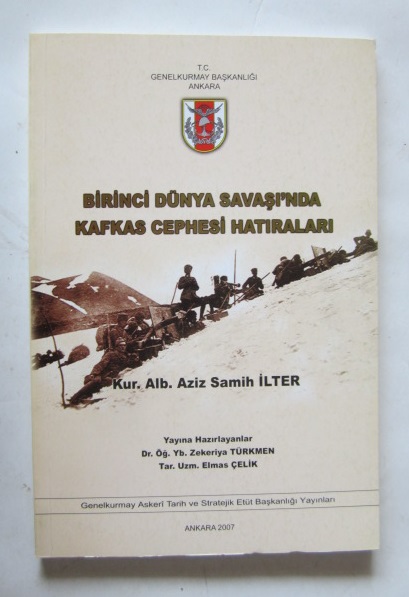 T.C.
GENELKURMAY BAŞKANLIĞI
ANKARA
BİRİNCİ DÜNYA SAVAŞI'NDA
KAFKAS CEPHESİ HATIRALARI
Kur. Alb. Aziz Samih İLTER
Yayına Hazırlayanlar
Dr. Öğ. Yb. Zekeriya TÜRKMEN
Tar. Uzm. Elmas ÇELİK
Genelkurmay Askerî Tarih ve Stratejik Etüt Başkanlığı Yayınları
ANKARA 2007